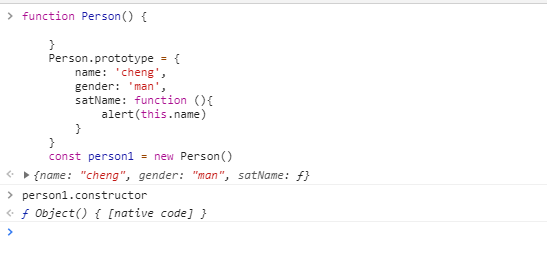 > function Person() {
}
Person.prototype = {
name: 'cheng',
gender: 'man',
satName: function (){
alert(this.name)
}
}
const person1 = new Person()
{name: "cheng", gender: "man", satName: ƒ}
> person1.constructor
ƒ Object() { [native code] }
>